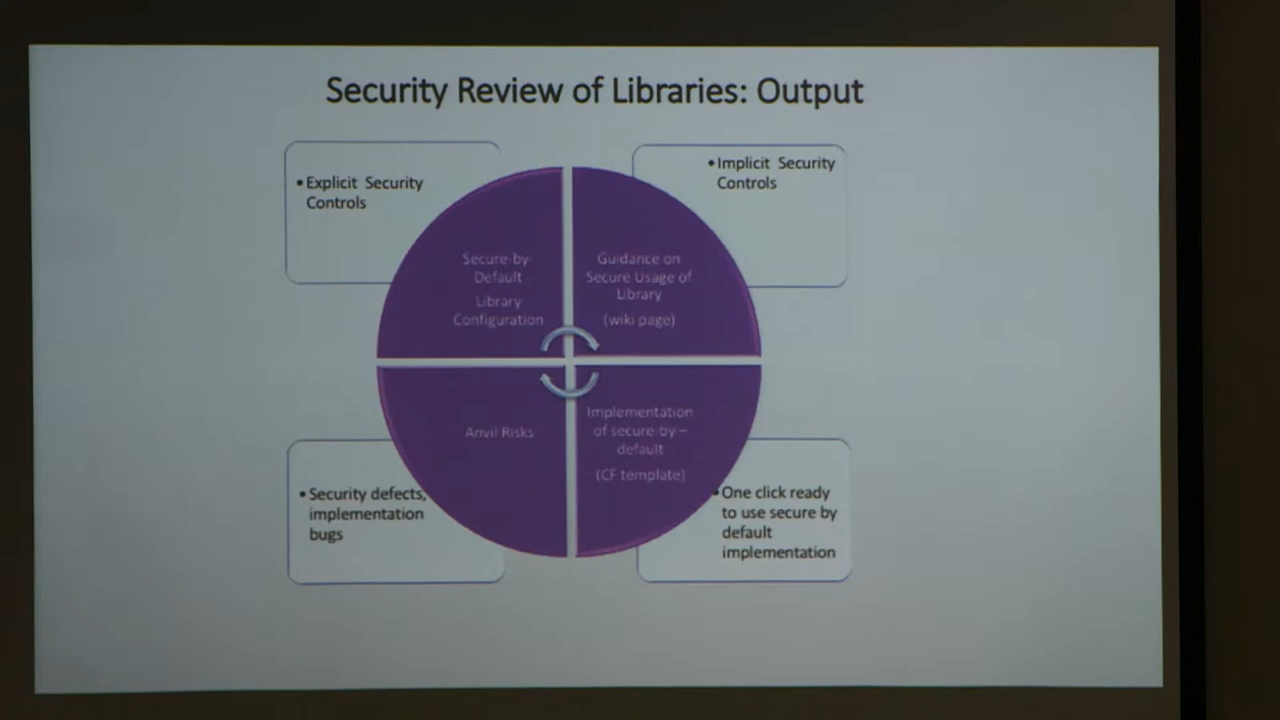 Security Review of Libraries: Output
•Explicit Security
Controls
•Implicit Security
Controls
Secure-by-
Default
Library
Configuration
Guidance on
Secure Usage of
Library
(wiki page)
Anvil Risks
Implementation
of secure-by –
default
(CF template)
•Security defects,
implementation
bugs
•One click ready
to use secure by
default
implementation